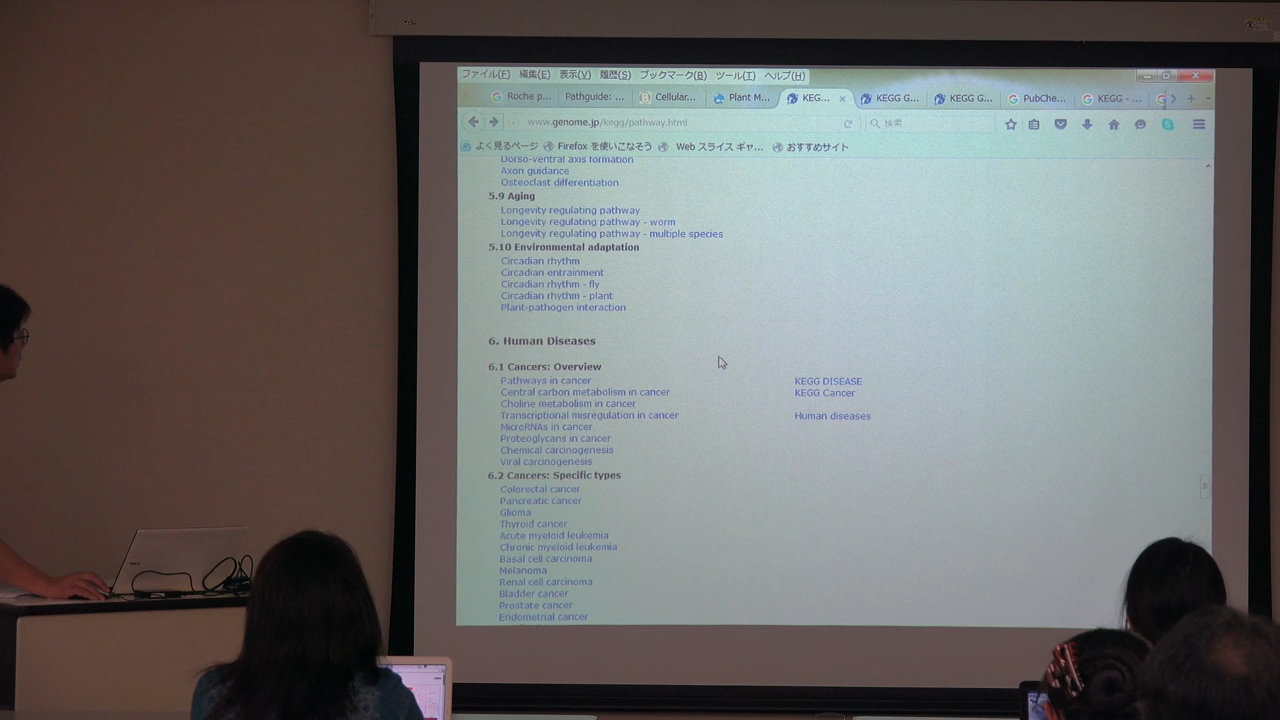 ファイル(F) 編集(E) 表示(V) 履歴(S) ブックマーク(B) ツール(T) ヘルプ(H)
Roche p... Pathguide: ... Cellular... Plant M... KEG... KEGG G... KEGG G... PubChe... KEGG - ...
www.genome.jp/kegg/pathway.html 検索
よく見るページ Firefox を使いこなそう Web スライス ギャ... おすすめサイト
Dorso-ventral axis formation
Axon guidance
Osteoclast differentiation
5.9 Aging
Longevity regulating pathway
Longevity regulating pathway - worm
Longevity regulating pathway - multiple species
5.10 Environmental adaptation
Circadian rhythm
Circadian entrainment
Circadian rhythm - fly
Circadian rhythm - plant
Plant-pathogen interaction
6. Human Diseases
6.1 Cancers: Overview
Pathways in cancer KEGG DISEASE
Central carbon metabolism in cancer KEGG Cancer
Choline metabolism in cancer
Transcriptional misregulation in cancer Human diseases
MicroRNAs in cancer
Proteoglycans in cancer
Chemical carcinogenesis
Viral carcinogenesis
6.2 Cancers: Specific types
Colorectal cancer
Pancreatic cancer
Glioma
Thyroid cancer
Acute myeloid leukemia
Chronic myeloid leukemia
Basal cell carcinoma
Melanoma
Renal cell carcinoma
Bladder cancer
Prostate cancer
Endometrial cancer